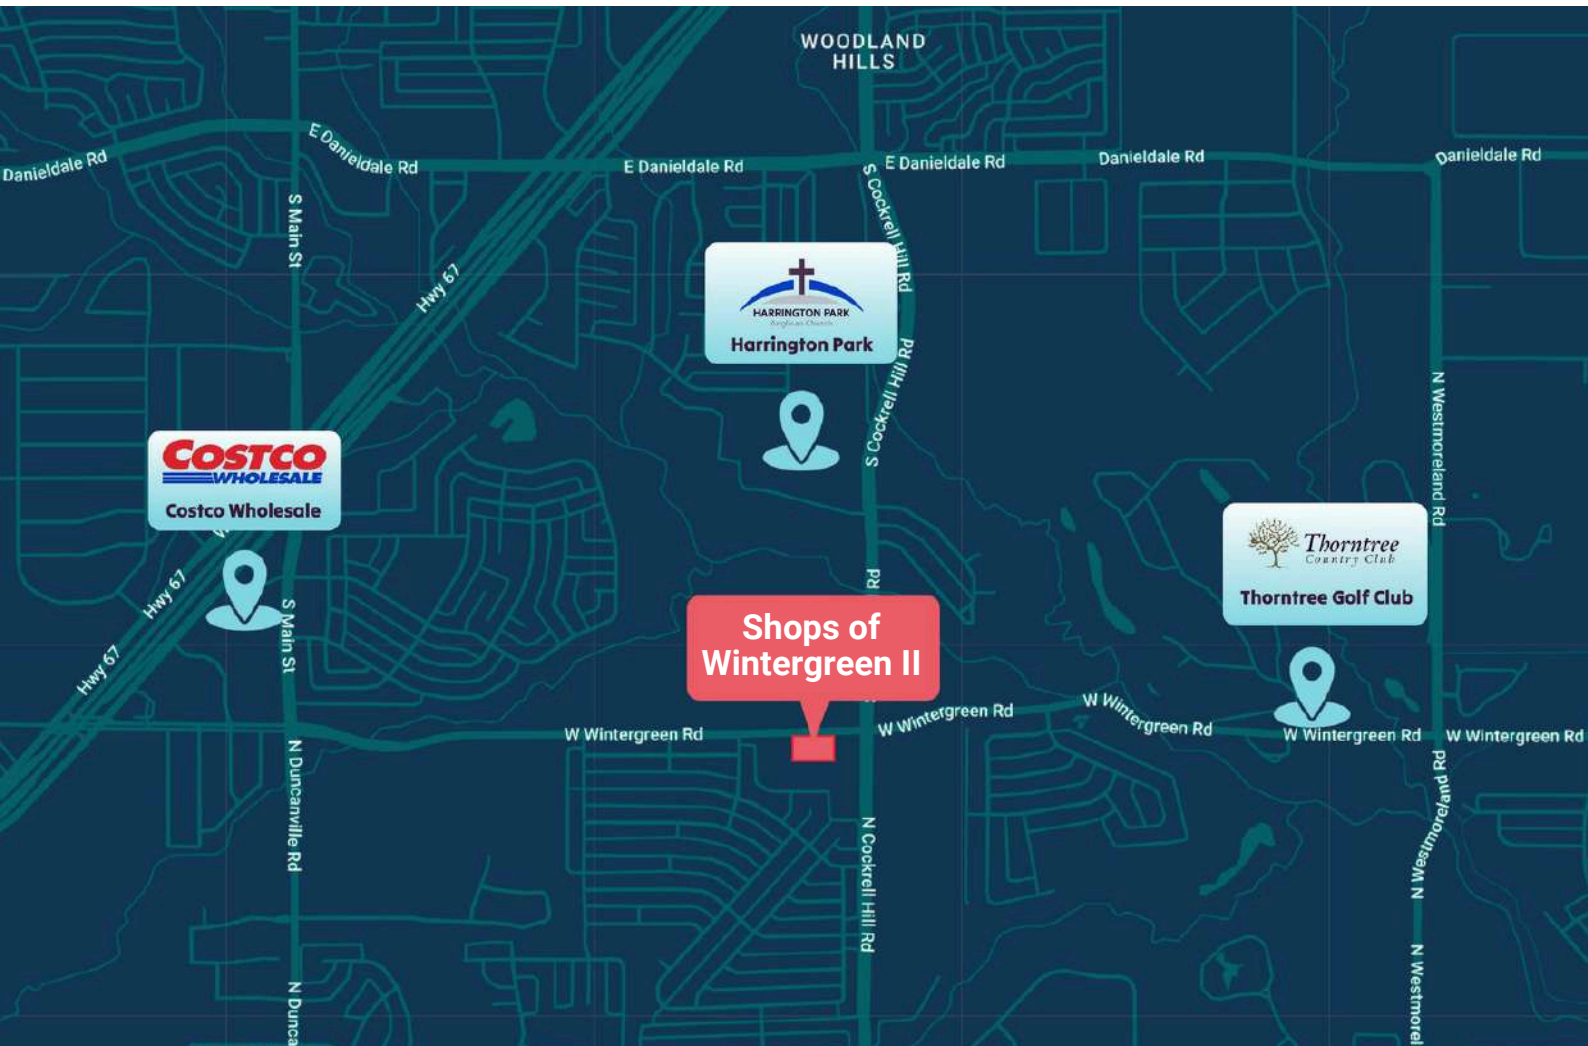 WOODLAND
HILLS
Danieldale Rd
E Danieldale Rd
E Danieldale Rd
E Danieldale Rd
Danieldale Rd
Danieldale Rd
S Main St
S Cockrell Hill Rd
Hwy 67
HARRINGTON PARK
Anglican Church
Harrington Park
S Cockrell Hill Rd
N Westmoreland Rd
COSTCO
WHOLESALE
Costco Wholesale
Thorntree
Country Club
Thorntree Golf Club
Hwy 67
Rd
S Main St
Hwy 67
Shops of
Wintergreen II
W Wintergreen Rd
W Wintergreen Rd
W Wintergreen Rd
W Wintergreen Rd
W Wintergreen Rd
N Duncanville Rd
N Westmoreland Rd
N Cockrell Hill Rd
N Westmorel
N Dunca